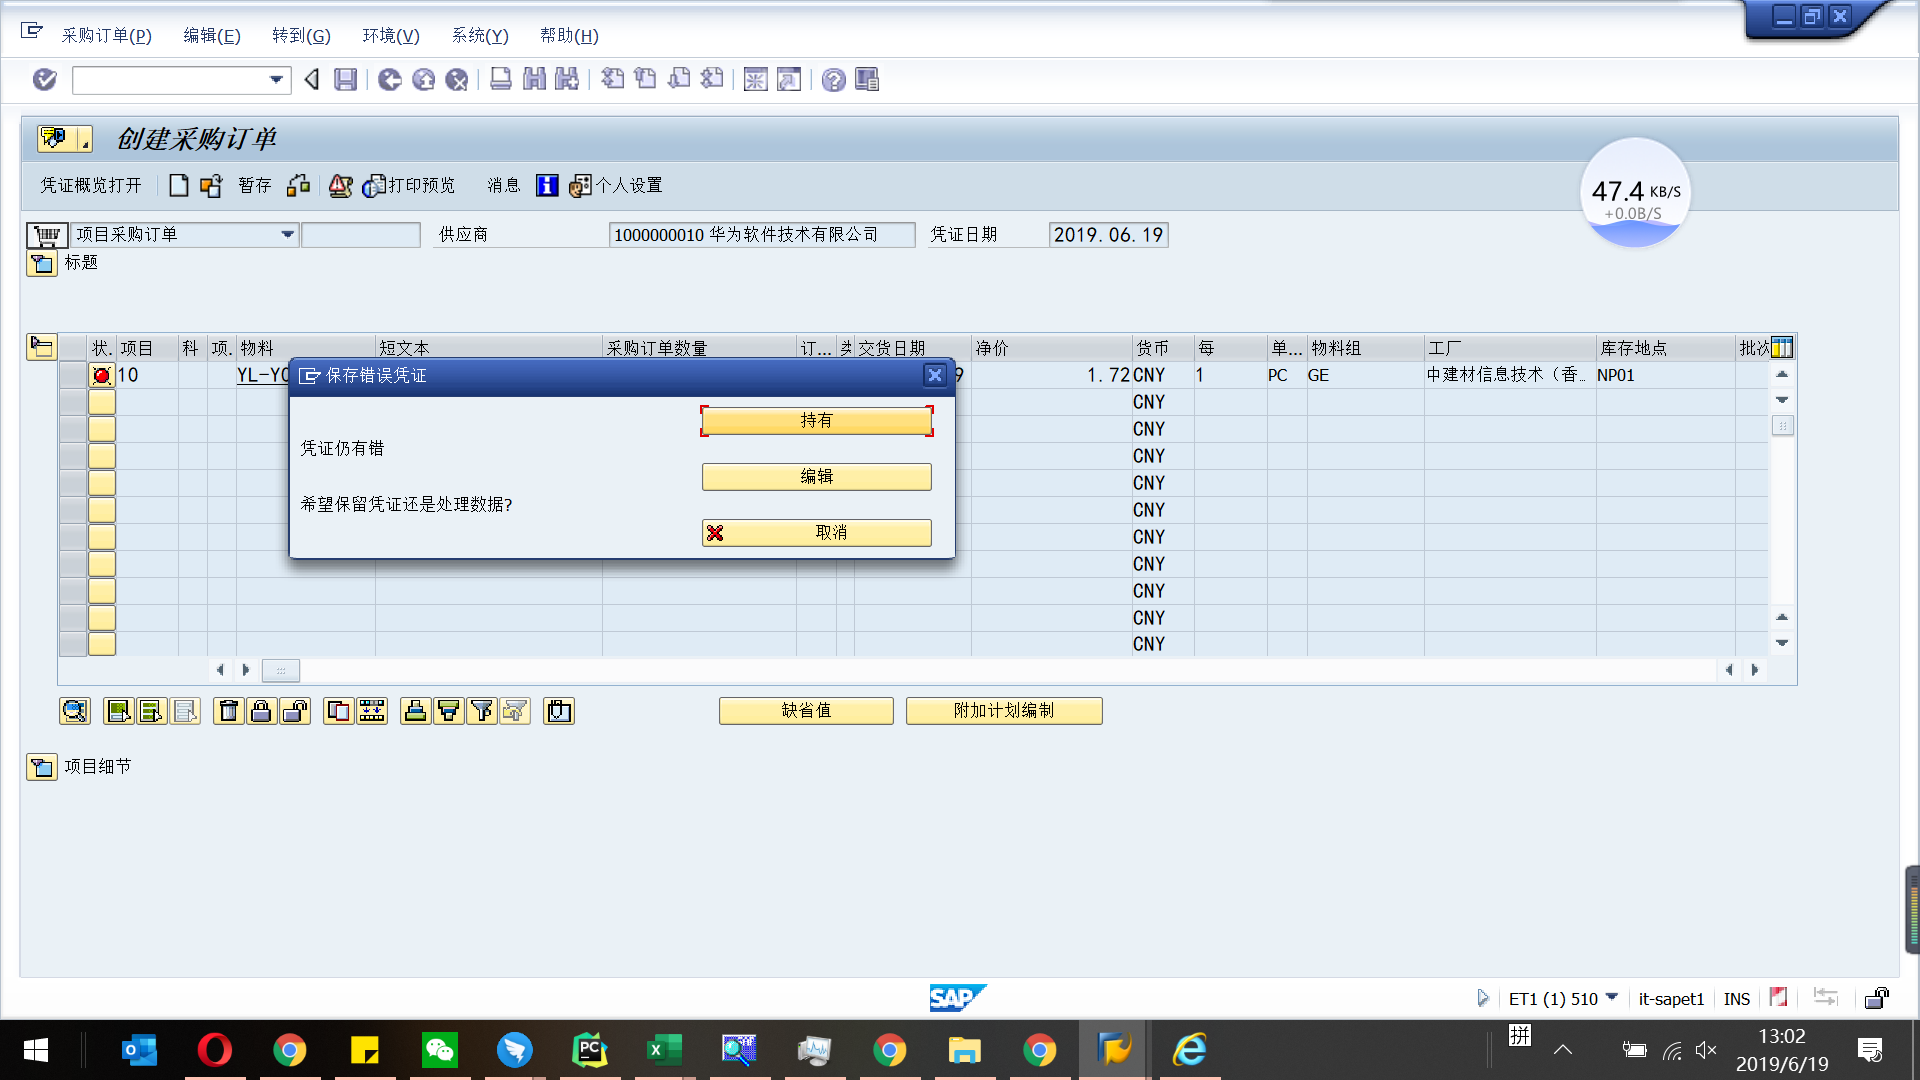 采购订单(P) 编辑(E) 转到(G) 环境(V) 系统(Y) 帮助(H)
创建采购订单
凭证概览打开 暂存 打印预览 消息 个人设置
47.4 KB/S
+0.0B/S
项目采购订单 供应商 1000000010 华为软件技术有限公司 凭证日期 2019.06.19
标题
状. 项目 科 项. 物料 短文本 采购订单数量 订... 交货日期 净价 货币 每 单... 物料组 工厂 库存地点
10 YL-Y 9 1.72 CNY 1 PC GE 中建材信息技术（香... NP01
CNY
CNY
CNY
CNY
CNY
CNY
CNY
CNY
CNY
CNY
保存错误凭证
持有
凭证仍有错
编辑
希望保留凭证还是处理数据?
取消
缺省值 附加计划编制
项目细节
SAP
ET1 (1) 510 it-sapet1 INS
拼
13:02
2019/6/19